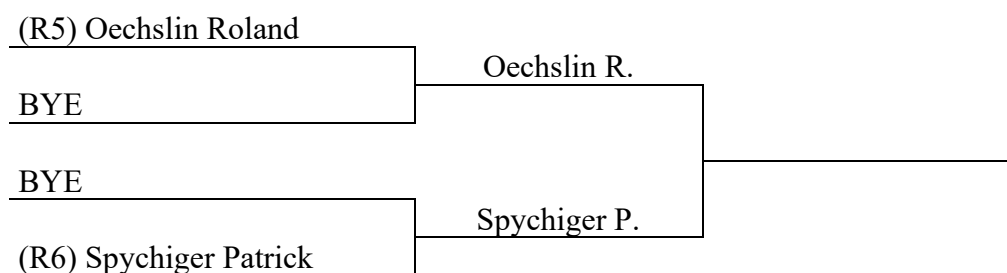 (R5) Oechslin Roland
Oechslin R.
BYE
BYE
Spychiger P.
(R6) Spychiger Patrick